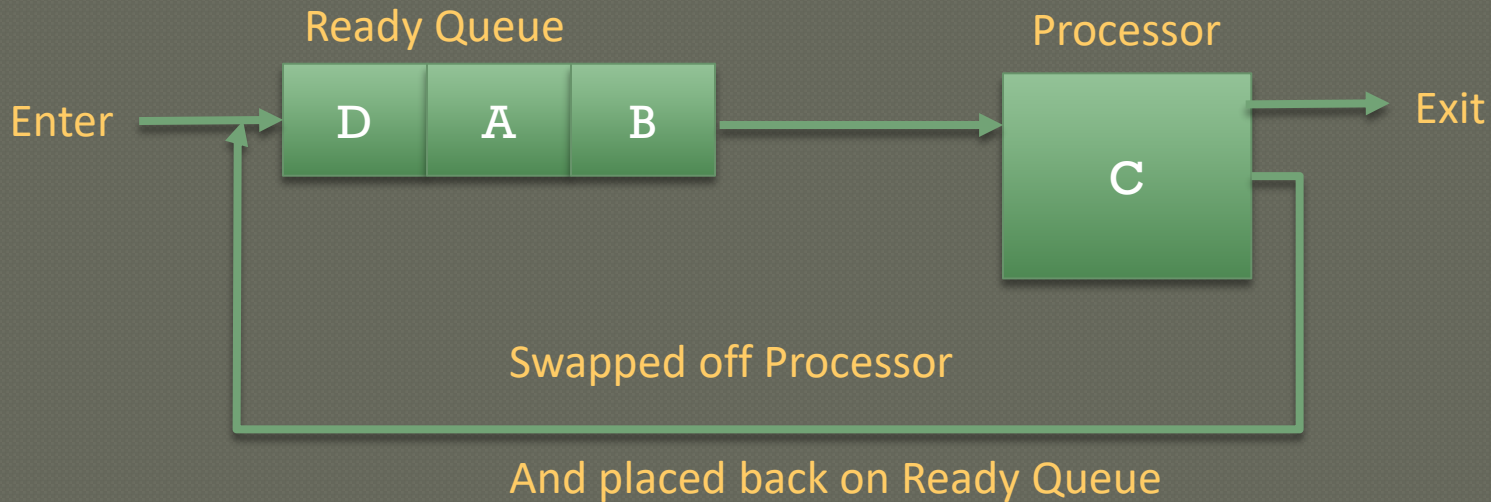 Ready Queue
Processor
Enter
D A B
C
Exit
Swapped off Processor
And placed back on Ready Queue